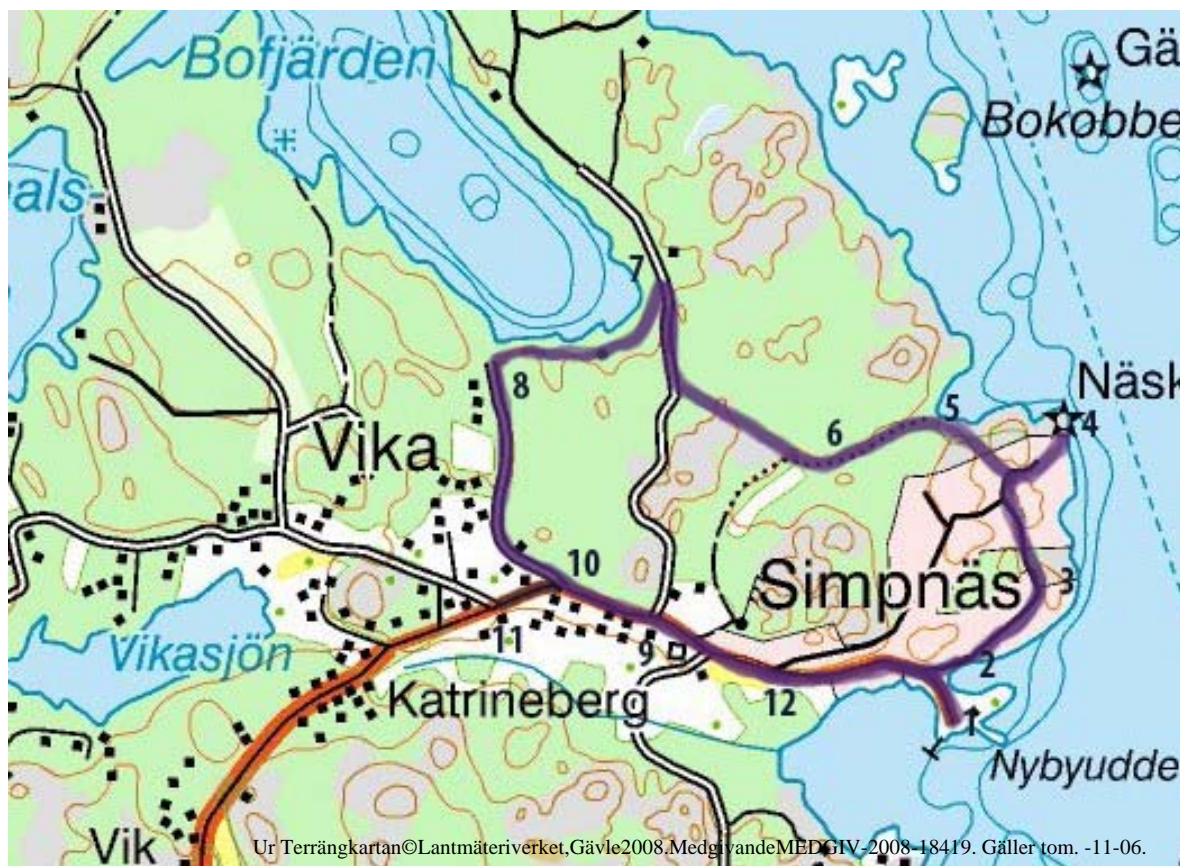 Bofjärden
Gä
Bokobbe
als-
7
8
Näsk
4
5
6
Vika
10
Simpnäs
3
11
9
Vikasjön
2
12
1
Katrineberg
Nybyudde
Vik
Ur Terrängkartan©Lantmäteriverket,Gävle2008.MedgivandeMEDGIV-2008-18419. Gäller tom. -11-06.